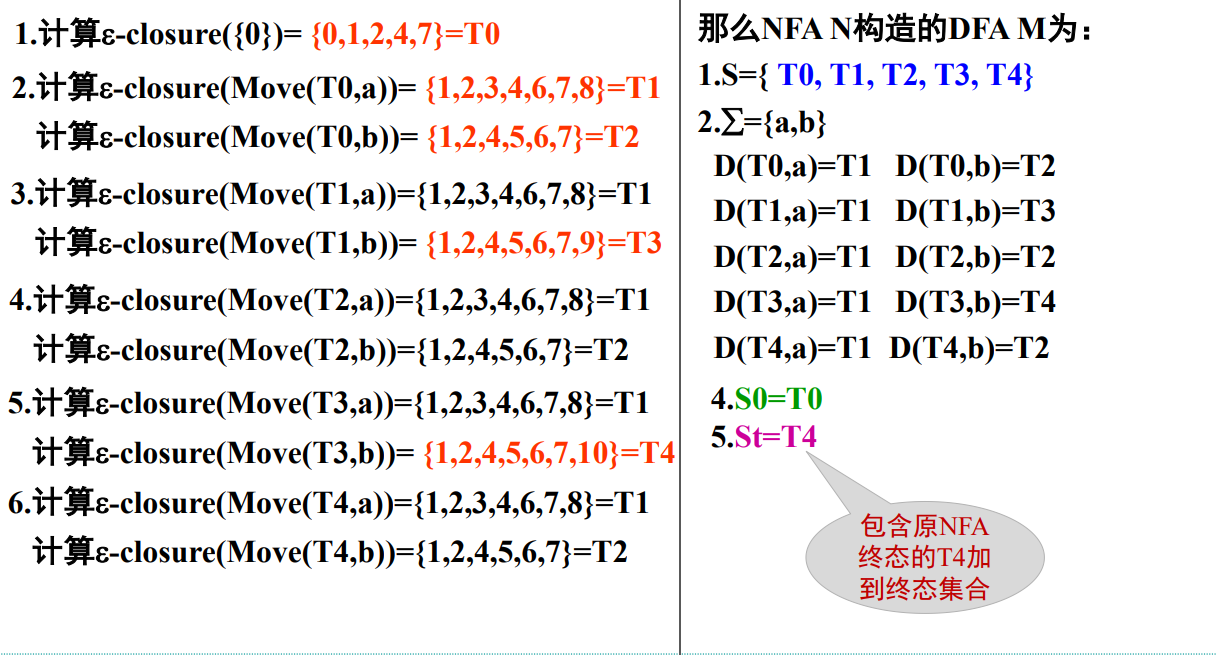 1.计算ε-closure({0})= {0,1,2,4,7}=T0
2.计算ε-closure(Move(T0,a))= {1,2,3,4,6,7,8}=T1
计算ε-closure(Move(T0,b))= {1,2,4,5,6,7}=T2
3.计算ε-closure(Move(T1,a))={1,2,3,4,6,7,8}=T1
计算ε-closure(Move(T1,b))= {1,2,4,5,6,7,9}=T3
4.计算ε-closure(Move(T2,a))={1,2,3,4,6,7,8}=T1
计算ε-closure(Move(T2,b))={1,2,4,5,6,7}=T2
5.计算ε-closure(Move(T3,a))={1,2,3,4,6,7,8}=T1
计算ε-closure(Move(T3,b))= {1,2,4,5,6,7,10}=T4
6.计算ε-closure(Move(T4,a))={1,2,3,4,6,7,8}=T1
计算ε-closure(Move(T4,b))={1,2,4,5,6,7}=T2
那么NFA N构造的DFA M为：
1.S={ T0, T1, T2, T3, T4}
2.∑={a,b}
D(T0,a)=T1 D(T0,b)=T2
D(T1,a)=T1 D(T1,b)=T3
D(T2,a)=T1 D(T2,b)=T2
D(T3,a)=T1 D(T3,b)=T4
D(T4,a)=T1 D(T4,b)=T2
4.S0=T0
5.St=T4
包含原NFA
终态的T4加
到终态集合